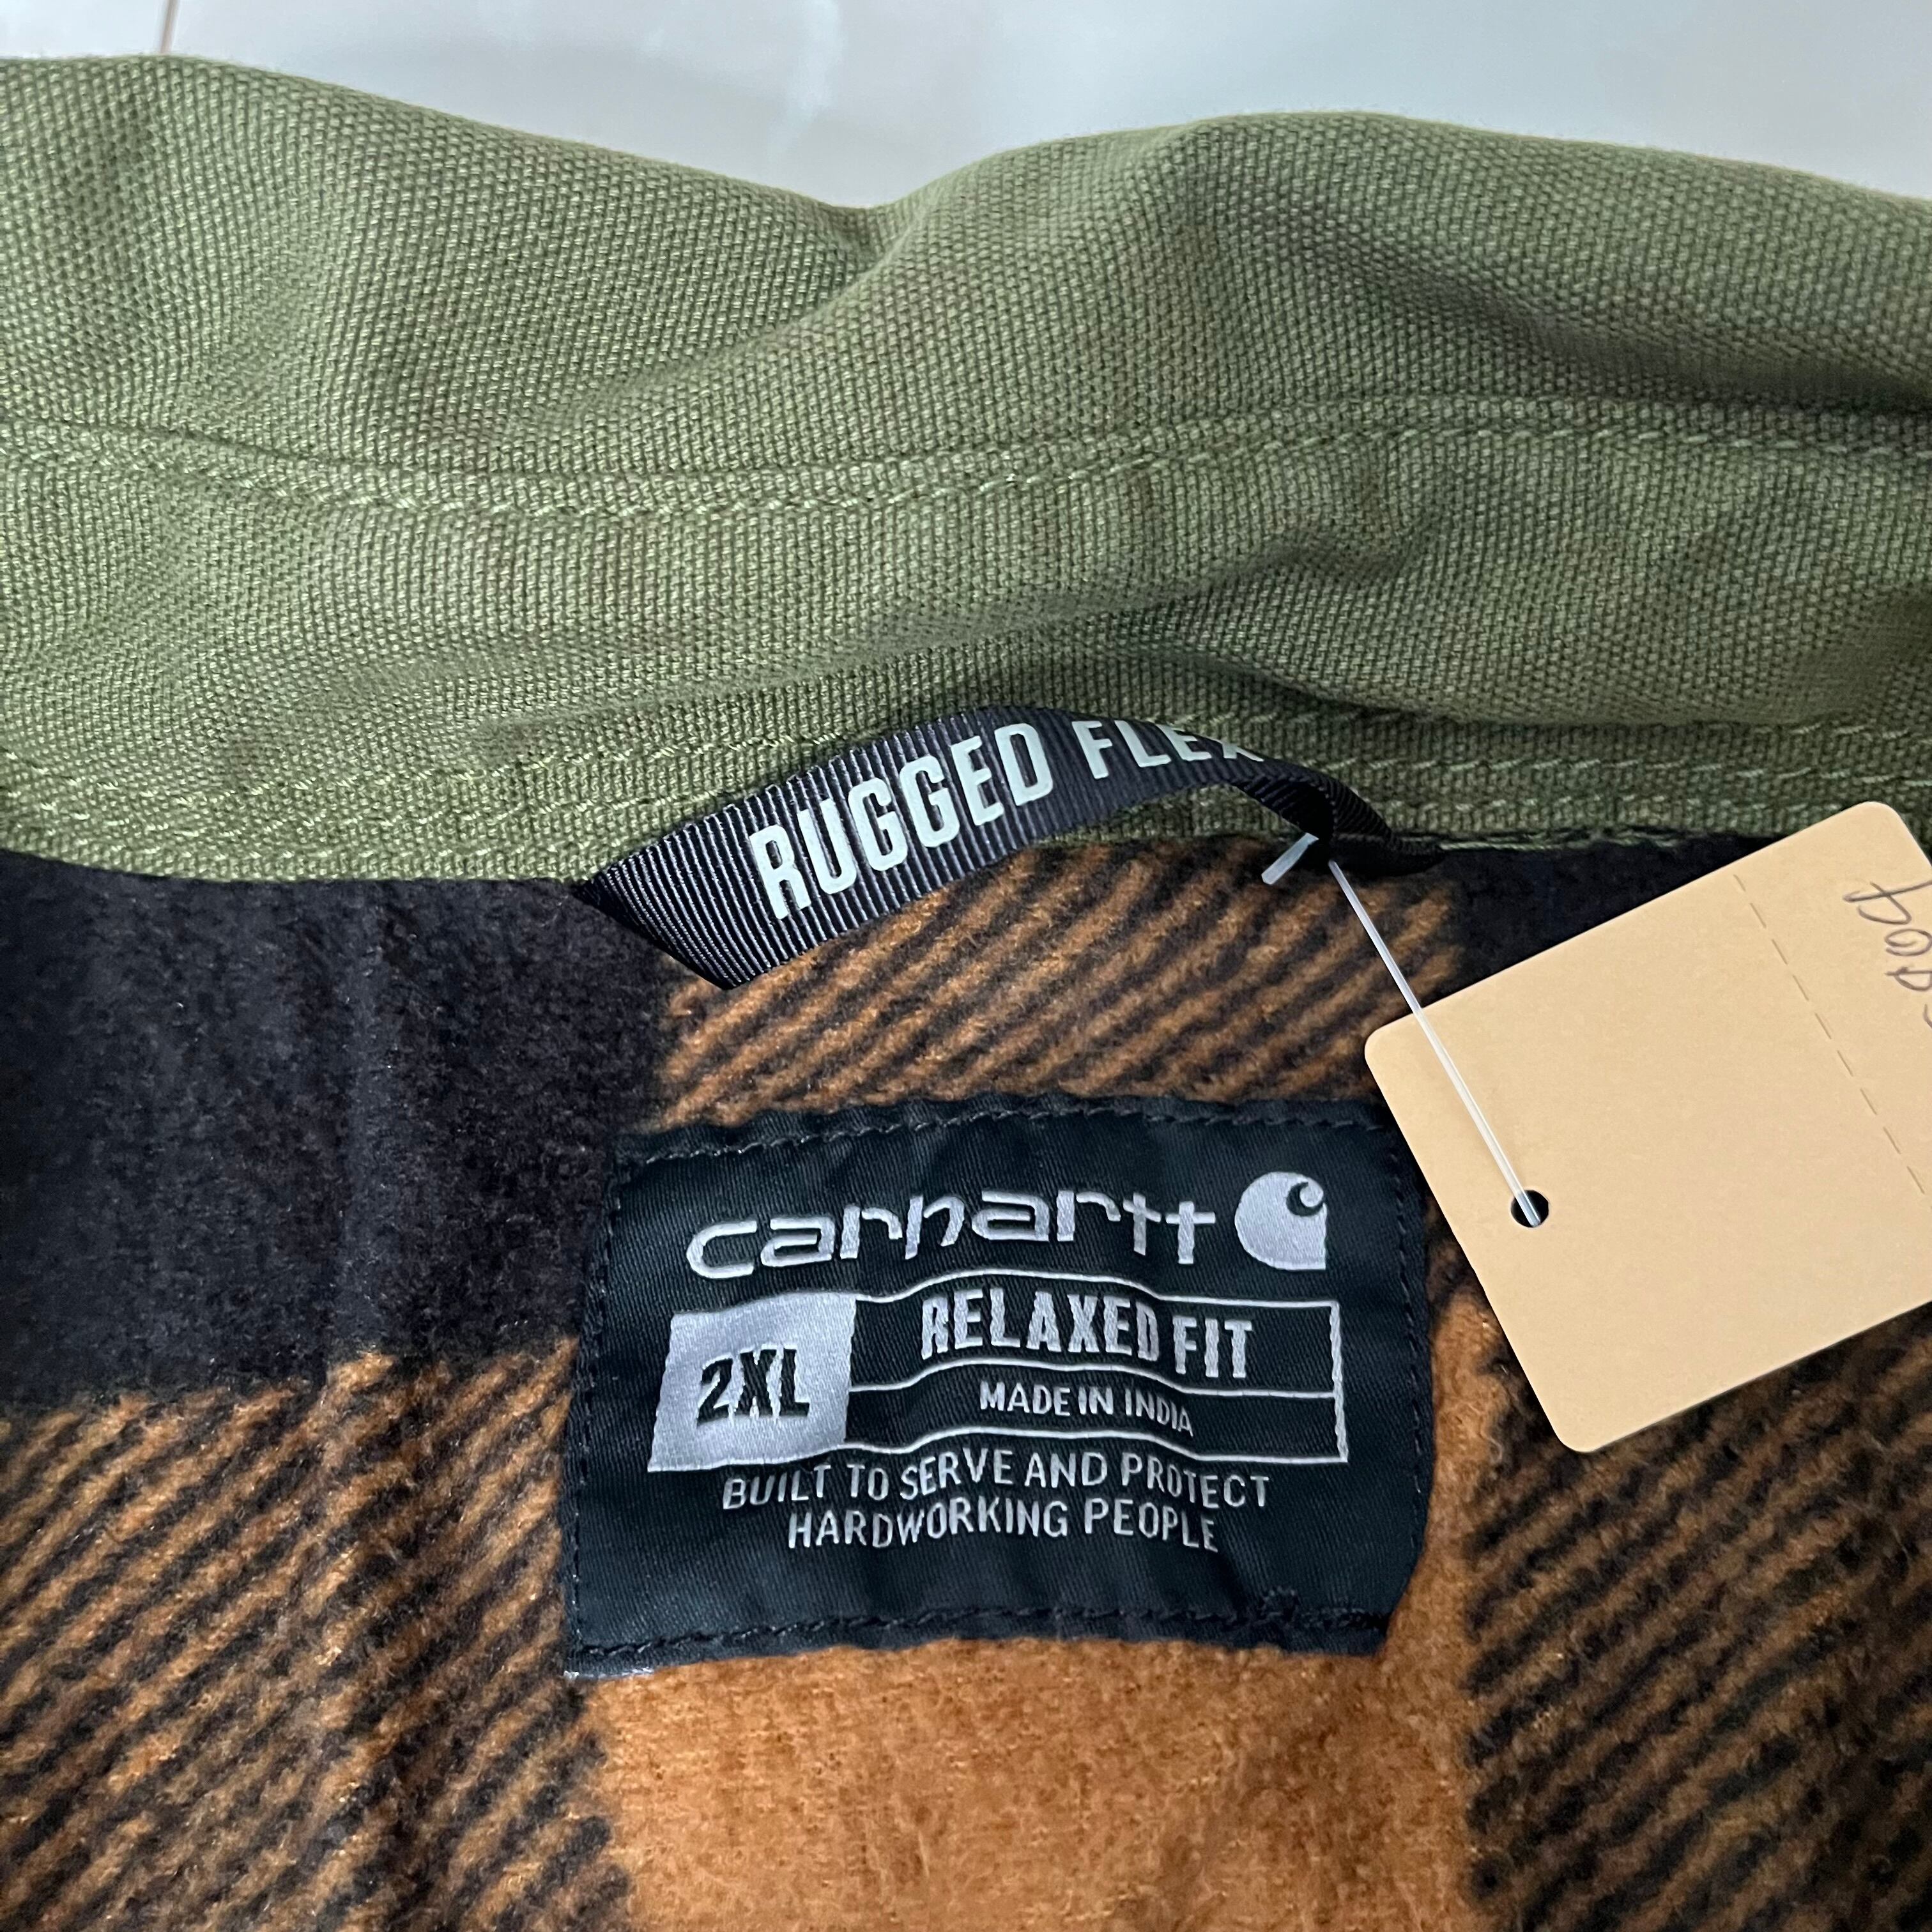 RUGGED FLEX
carhartt
2XL
RELAXED FIT
MADE IN INDIA
BUILT TO SERVE AND PROTECT
HARDWORKING PEOPLE